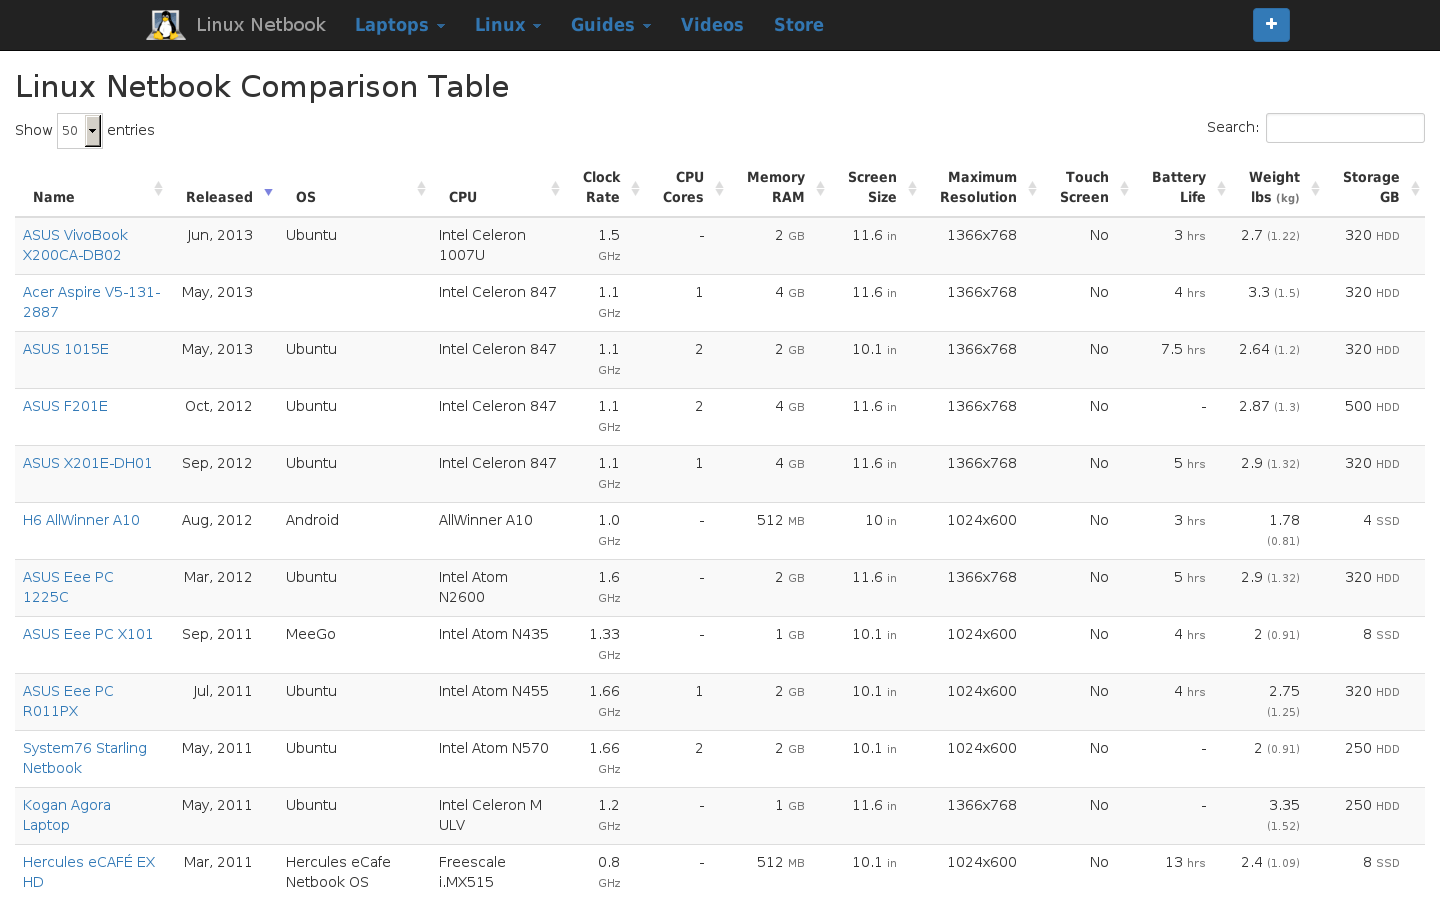 Linux Netbook Laptops Linux Guides Videos Store +
Linux Netbook Comparison Table
Show 50 entries Search:
Name Released OS CPU Clock Rate CPU Cores Memory RAM Screen Size Maximum Resolution Touch Screen Battery Life Weight lbs (kg) Storage GB
ASUS VivoBook X200CA-DB02 Jun, 2013 Ubuntu Intel Celeron 1007U 1.5 GHz - 2 GB 11.6 in 1366x768 No 3 hrs 2.7 (1.22) 320 HDD
Acer Aspire V5-131-2887 May, 2013 Intel Celeron 847 1.1 GHz 1 4 GB 11.6 in 1366x768 No 4 hrs 3.3 (1.5) 320 HDD
ASUS 1015E May, 2013 Ubuntu Intel Celeron 847 1.1 GHz 2 2 GB 10.1 in 1366x768 No 7.5 hrs 2.64 (1.2) 320 HDD
ASUS F201E Oct, 2012 Ubuntu Intel Celeron 847 1.1 GHz 2 4 GB 11.6 in 1366x768 No - 2.87 (1.3) 500 HDD
ASUS X201E-DH01 Sep, 2012 Ubuntu Intel Celeron 847 1.1 GHz 1 4 GB 11.6 in 1366x768 No 5 hrs 2.9 (1.32) 320 HDD
H6 AllWinner A10 Aug, 2012 Android AllWinner A10 1.0 GHz - 512 MB 10 in 1024x600 No 3 hrs 1.78 (0.81) 4 SSD
ASUS Eee PC 1225C Mar, 2012 Ubuntu Intel Atom N2600 1.6 GHz - 2 GB 11.6 in 1366x768 No 5 hrs 2.9 (1.32) 320 HDD
ASUS Eee PC X101 Sep, 2011 MeeGo Intel Atom N435 1.33 GHz - 1 GB 10.1 in 1024x600 No 4 hrs 2 (0.91) 8 SSD
ASUS Eee PC R011PX Jul, 2011 Ubuntu Intel Atom N455 1.66 GHz 1 2 GB 10.1 in 1024x600 No 4 hrs 2.75 (1.25) 320 HDD
System76 Starling Netbook May, 2011 Ubuntu Intel Atom N570 1.66 GHz 2 2 GB 10.1 in 1024x600 No - 2 (0.91) 250 HDD
Kogan Agora Laptop May, 2011 Ubuntu Intel Celeron M ULV 1.2 GHz - 1 GB 11.6 in 1366x768 No - 3.35 (1.52) 250 HDD
Hercules eCAFÉ EX HD Mar, 2011 Hercules eCafe Netbook OS Freescale i.MX515 0.8 GHz - 512 MB 10.1 in 1024x600 No 13 hrs 2.4 (1.09) 8 SSD